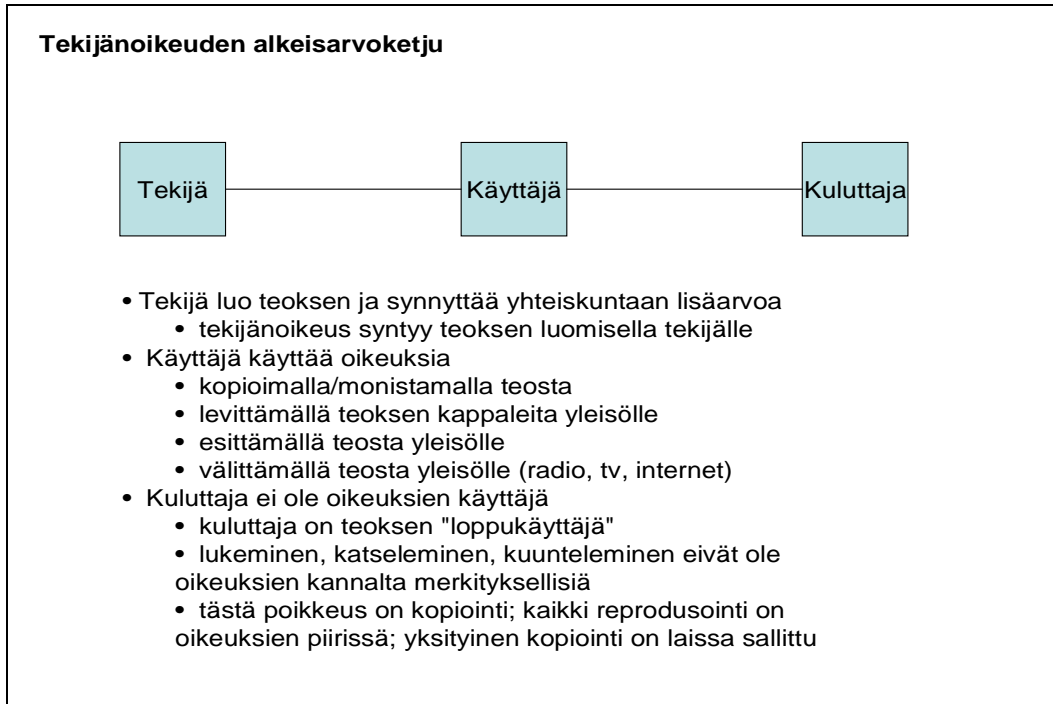 Tekijänoikeuden alkeisarvoketju
Tekijä
Käyttäjä
Kuluttaja
• Tekijä luo teoksen ja synnyttää yhteiskuntaan lisäarvoa
• tekijänoikeus syntyy teoksen luomisella tekijälle
• Käyttäjä käyttää oikeuksia
• kopioimalla/monistamalla teosta
• levittämällä teoksen kappaleita yleisölle
• esittämällä teosta yleisölle
• välittämällä teosta yleisölle (radio, tv, internet)
• Kuluttaja ei ole oikeuksien käyttäjä
• kuluttaja on teoksen "loppukäyttäjä"
• lukeminen, katseleminen, kuunteleminen eivät ole
oikeuksien kannalta merkityksellisiä
• tästä poikkeus on kopiointi; kaikki reprodusointi on
oikeuksien piirissä; yksityinen kopiointi on laissa sallittu